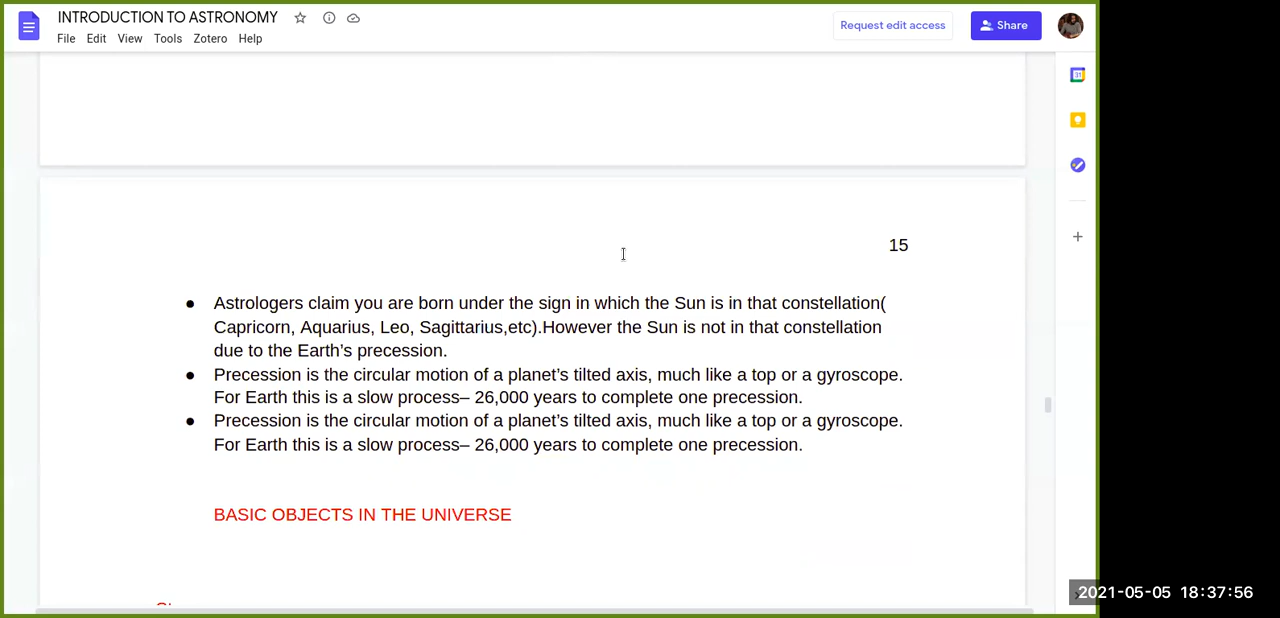 INTRODUCTION TO ASTRONOMY
Request edit access
Share
File Edit View Tools Zotero Help
31
15
● Astrologers claim you are born under the sign in which the Sun is in that constellation(
Capricorn, Aquarius, Leo, Sagittarius,etc).However the Sun is not in that constellation
due to the Earth’s precession.
● Precession is the circular motion of a planet’s tilted axis, much like a top or a gyroscope.
For Earth this is a slow process– 26,000 years to complete one precession.
● Precession is the circular motion of a planet’s tilted axis, much like a top or a gyroscope.
For Earth this is a slow process– 26,000 years to complete one precession.
BASIC OBJECTS IN THE UNIVERSE
2021-05-05 18:37:56